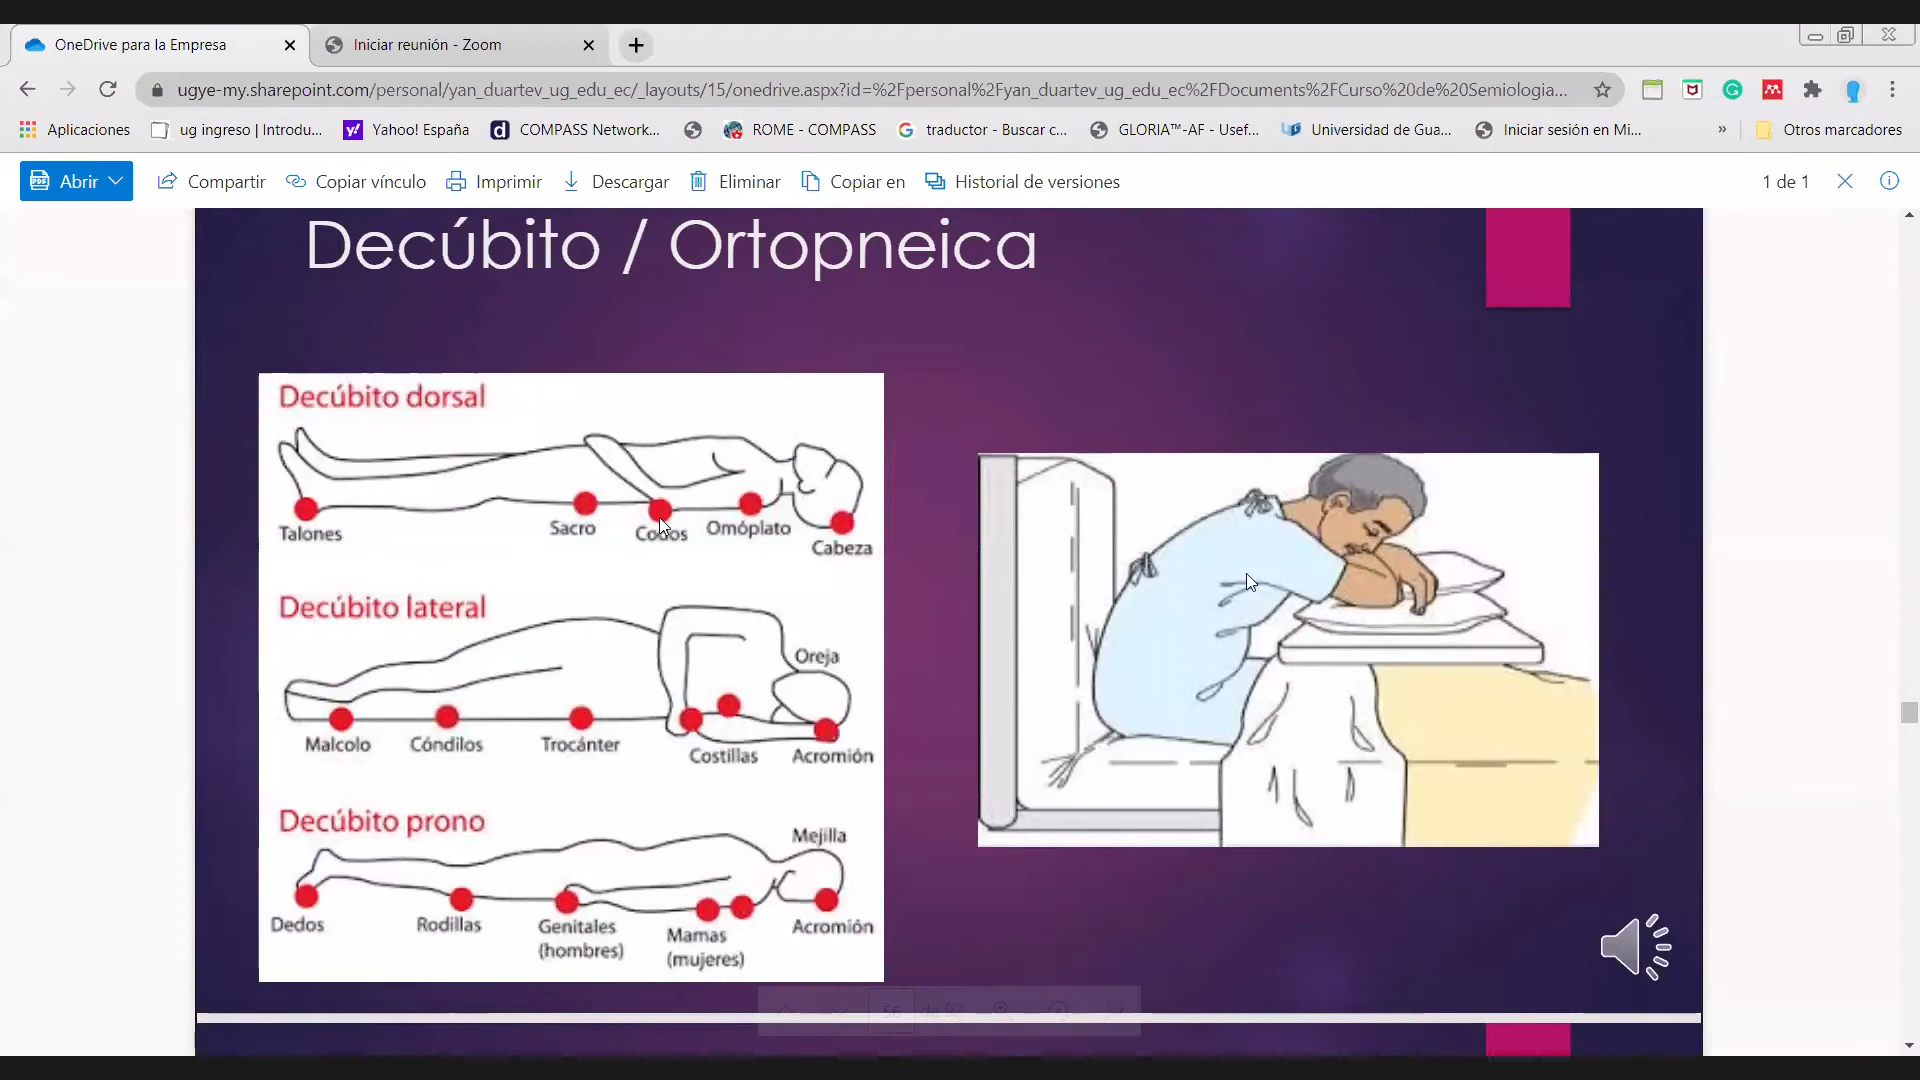 OneDrive para la Empresa
Iniciar reunión - Zoom
ugye-my.sharepoint.com/personal/yan_duartev_ug_edu_ec/_layouts/15/onedrive.aspx?id=%2Fpersonal%2Fyan_duartev_ug_edu_ec%2FDocuments%2FCurso%20de%20Semiologia...
Aplicaciones
ug ingreso | Introdu...
Yahoo! España
COMPASS Network...
ROME - COMPASS
traductor - Buscar c...
GLORIA™-AF - Usef...
Universidad de Gua...
Iniciar sesión en Mi...
»
Otros marcadores
Abrir
Compartir
Copiar vínculo
Imprimir
Descargar
Eliminar
Copiar en
Historial de versiones
1 de 1
Decúbito / Ortopneica
Decúbito dorsal
Talones
Sacro
Codos
Omóplato
Cabeza
Decúbito lateral
Oreja
Malcolo
Cóndilos
Trocánter
Costillas
Acromión
Decúbito prono
Mejilla
Dedos
Rodillas
Genitales
(hombres)
Mamas
(mujeres)
Acromión
56 de 92